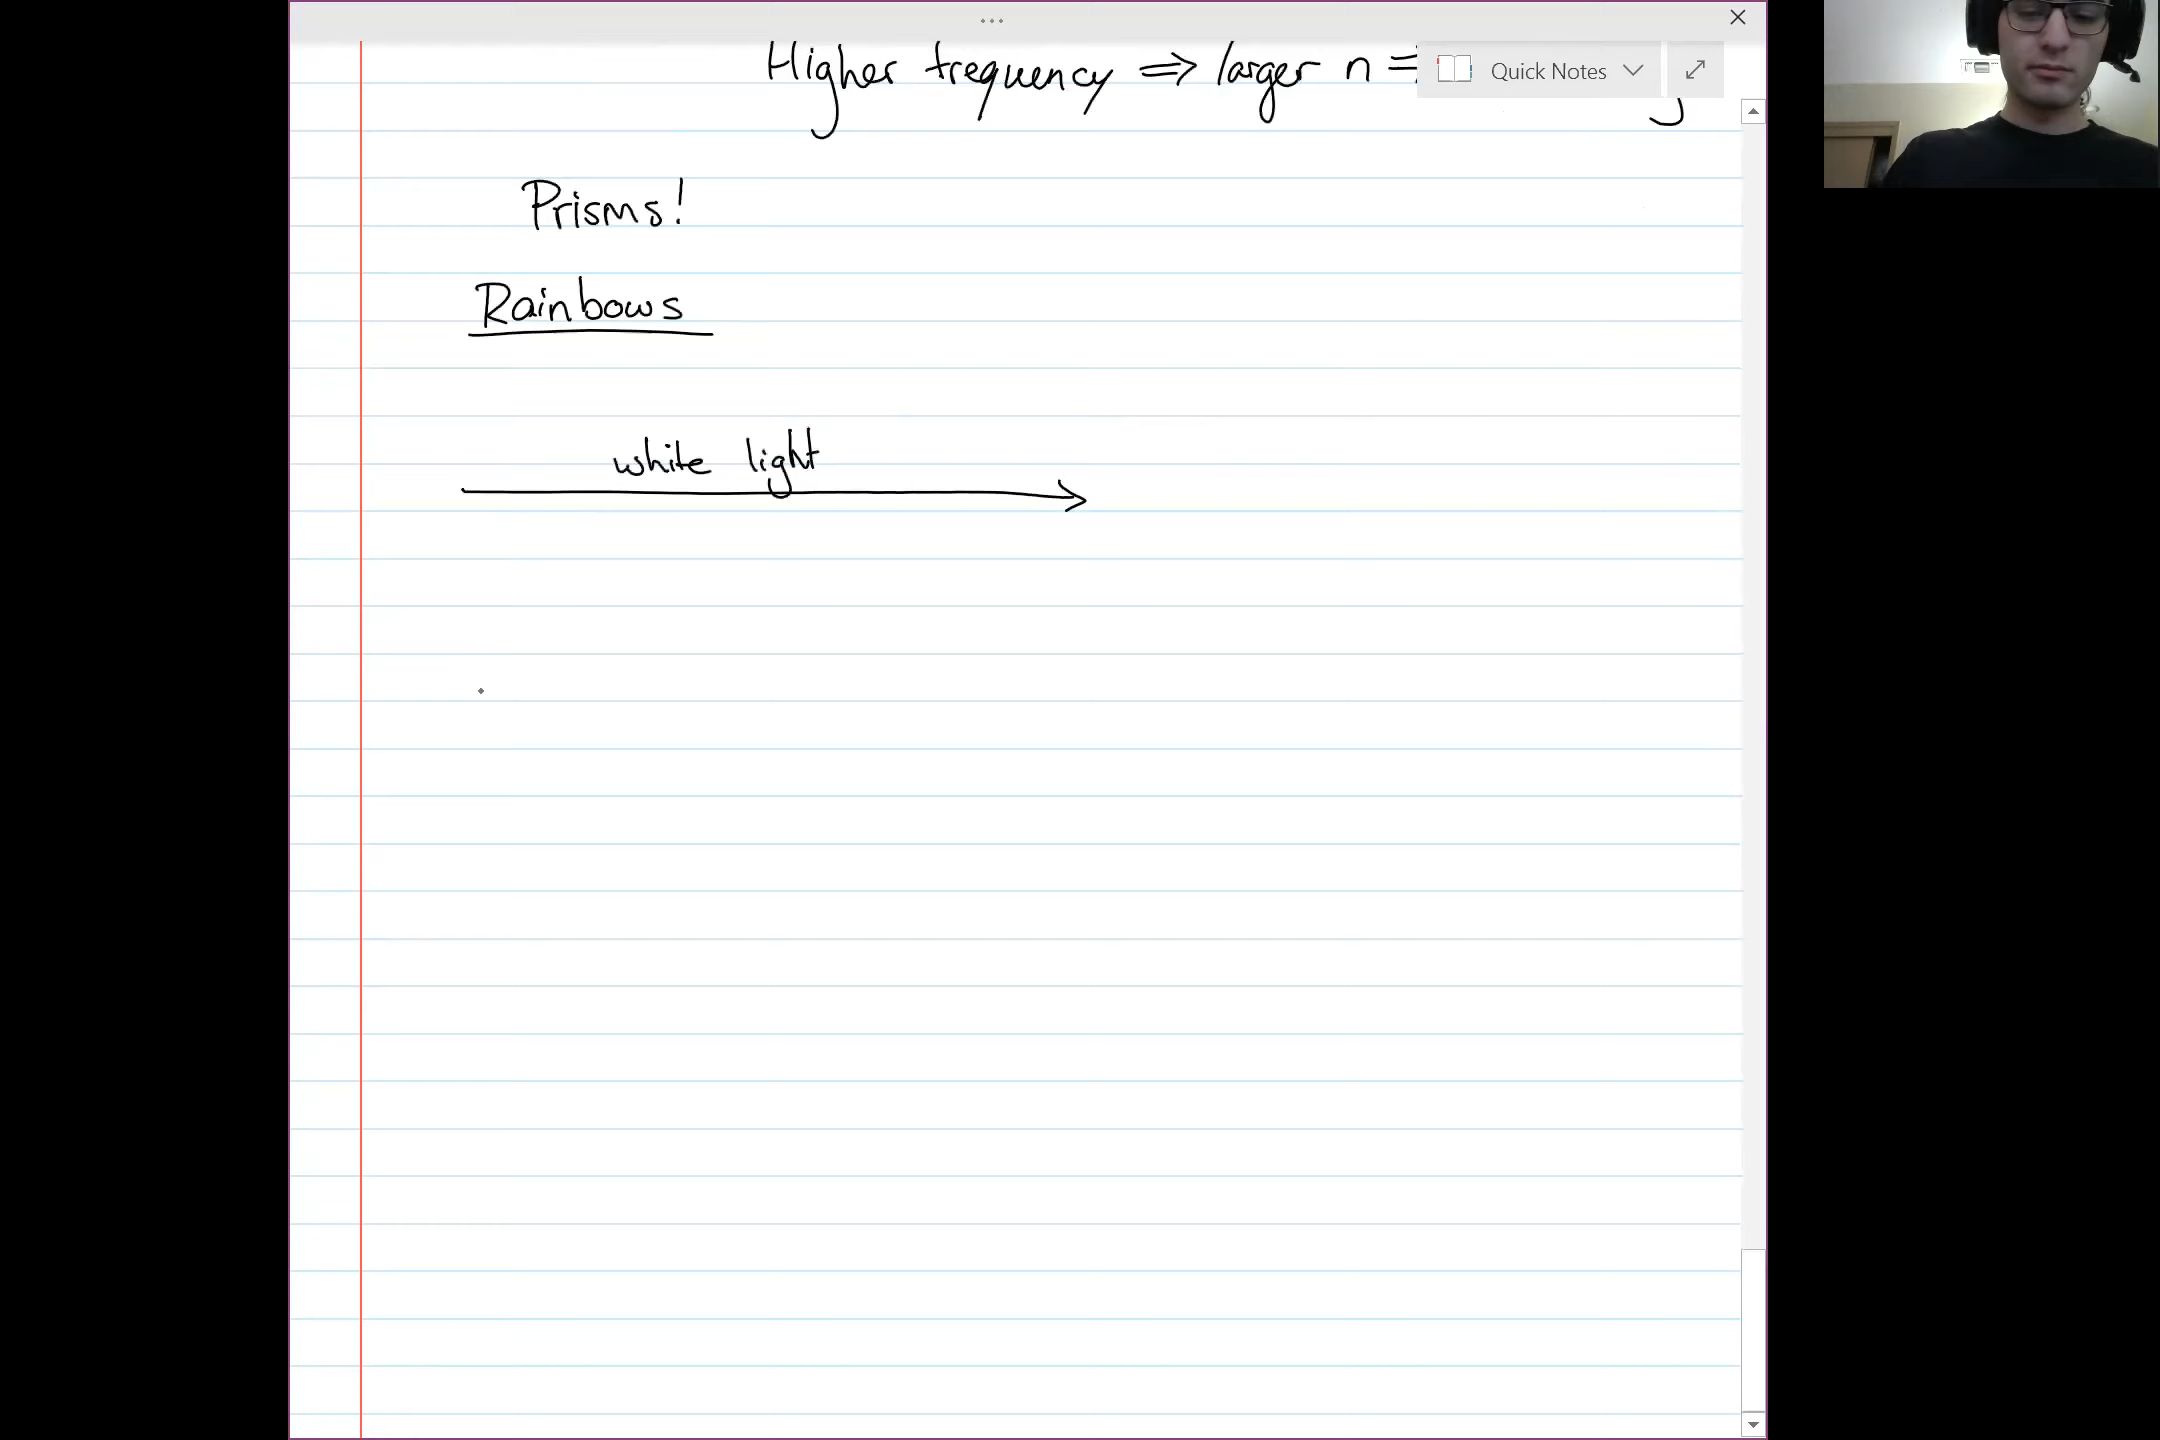 Higher frequency ⇒ larger n =
Quick Notes
Prisms!
Rainbows
white light